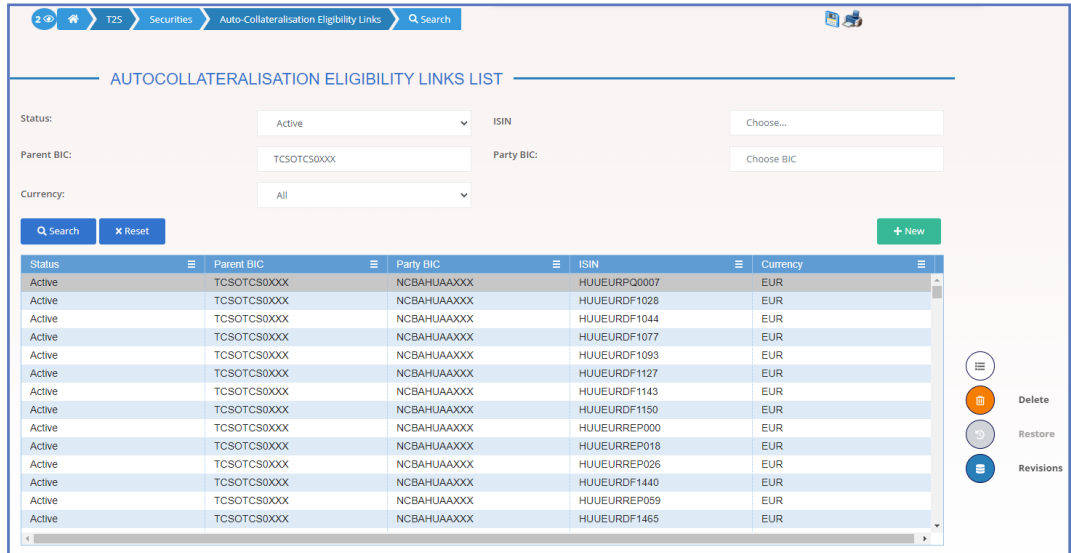 2 T2S Securities Auto-Collateralisation Eligibility Links Search
AUTOCOLLATERALISATION ELIGIBILITY LINKS LIST
Status: Active ISIN Choose...
Parent BIC: TCSOTCS0XXX Party BIC: Choose BIC
Currency: All
Search Reset New
Status Parent BIC Party BIC ISIN Currency
Active TCSOTCS0XXX NCBAHUAAXXX HUUEURPQ0007 EUR
Active TCSOTCS0XXX NCBAHUAAXXX HUUEURDF1028 EUR
Active TCSOTCS0XXX NCBAHUAAXXX HUUEURDF1044 EUR
Active TCSOTCS0XXX NCBAHUAAXXX HUUEURDF1077 EUR
Active TCSOTCS0XXX NCBAHUAAXXX HUUEURDF1093 EUR
Active TCSOTCS0XXX NCBAHUAAXXX HUUEURDF1127 EUR
Active TCSOTCS0XXX NCBAHUAAXXX HUUEURDF1143 EUR
Active TCSOTCS0XXX NCBAHUAAXXX HUUEURDF1150 EUR
Active TCSOTCS0XXX NCBAHUAAXXX HUUEURREP000 EUR
Active TCSOTCS0XXX NCBAHUAAXXX HUUEURREP018 EUR
Active TCSOTCS0XXX NCBAHUAAXXX HUUEURREP026 EUR
Active TCSOTCS0XXX NCBAHUAAXXX HUUEURDF1440 EUR
Active TCSOTCS0XXX NCBAHUAAXXX HUUEURREP059 EUR
Active TCSOTCS0XXX NCBAHUAAXXX HUUEURDF1465 EUR
Delete
Restore
Revisions